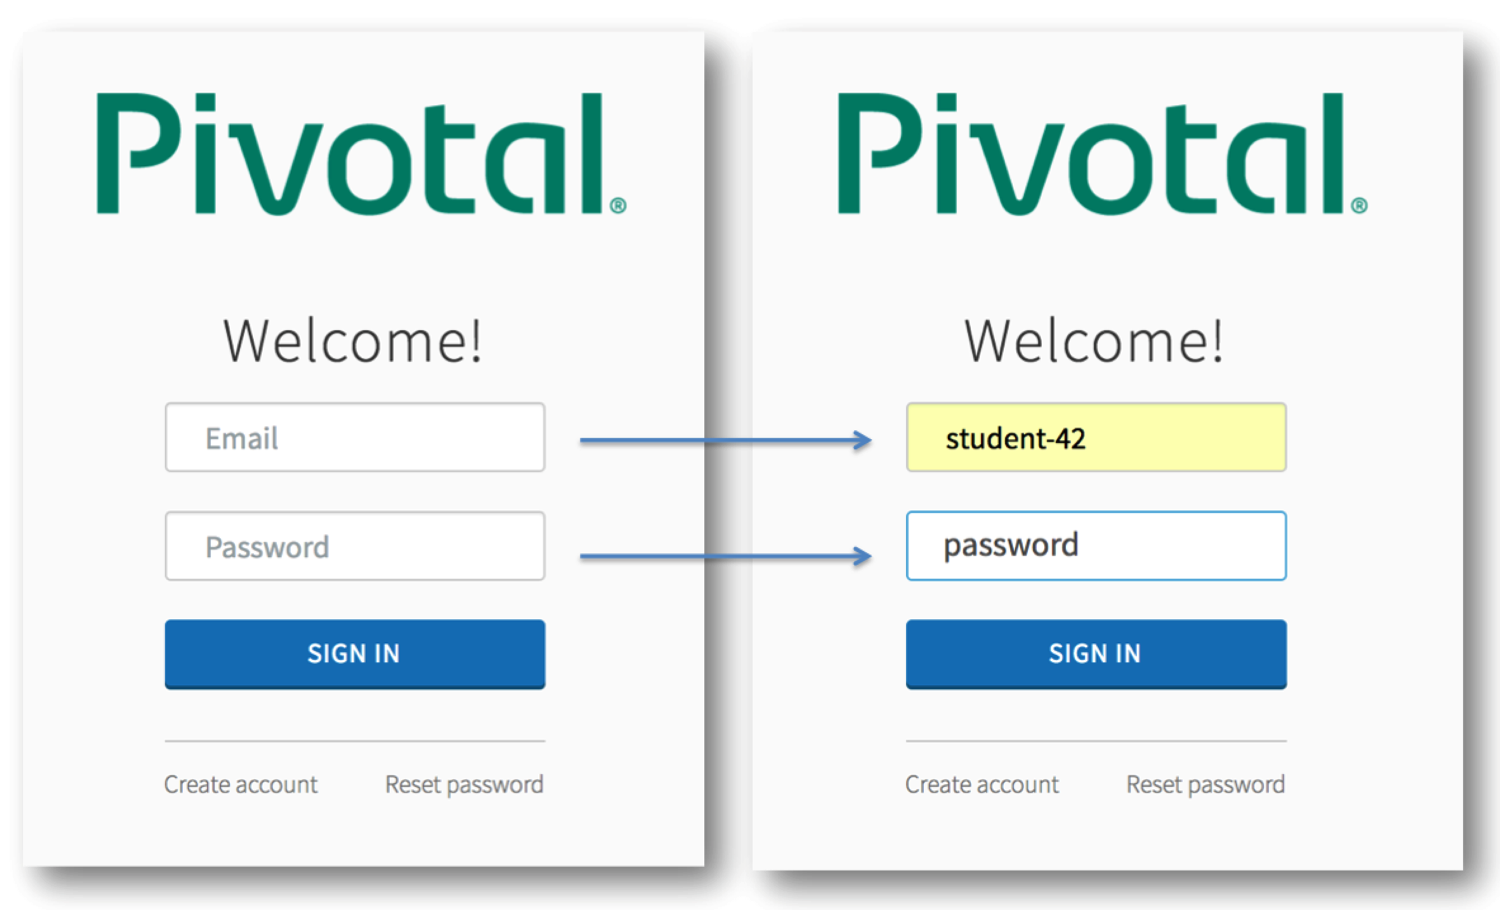 Pivotal®
Welcome!
Email
Password
SIGN IN
Create account
Reset password
Pivotal®
Welcome!
student-42
password
SIGN IN
Create account
Reset password